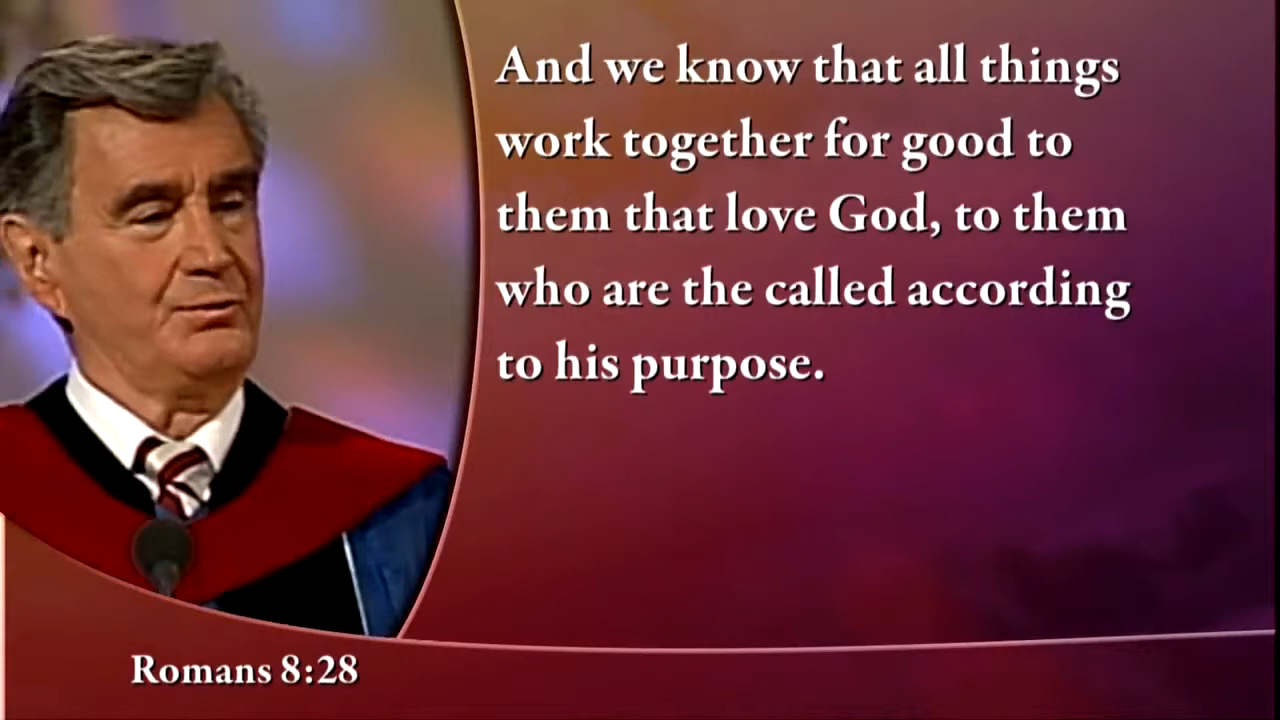 And we know that all things
work together for good to
them that love God, to them
who are the called according
to his purpose.
Romans 8:28